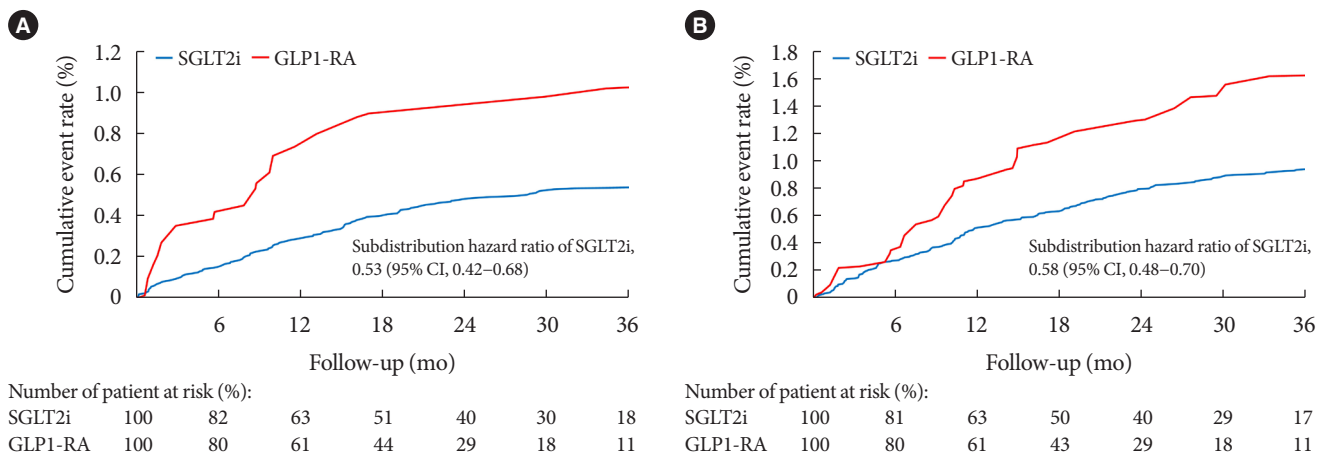 A
Cumulative event rate (%)
1.2
1.0
0.8
0.6
0.4
0.2
0
SGLT2i GLP1-RA
Subdistribution hazard ratio of SGLT2i,
0.53 (95% CI, 0.42–0.68)
6 12 18 24 30 36
Follow-up (mo)
Number of patient at risk (%):
SGLT2i 100 82 63 51 40 30 18
GLP1-RA 100 80 61 44 29 18 11
B
Cumulative event rate (%)
1.8
1.6
1.4
1.2
1.0
0.8
0.6
0.4
0.2
0
SGLT2i GLP1-RA
Subdistribution hazard ratio of SGLT2i,
0.58 (95% CI, 0.48–0.70)
6 12 18 24 30 36
Follow-up (mo)
Number of patient at risk (%):
SGLT2i 100 81 63 50 40 29 17
GLP1-RA 100 80 61 43 29 18 11